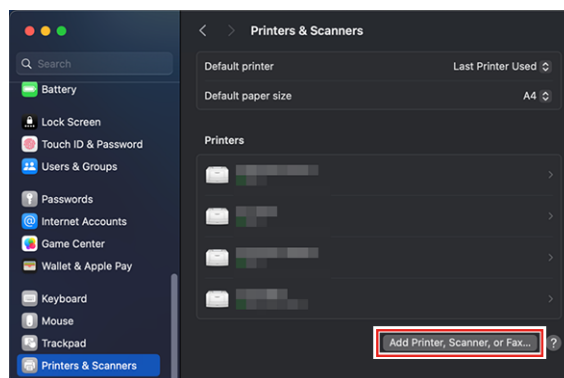 Printers & Scanners
Search
Battery
Lock Screen
Touch ID & Password
Users & Groups
Passwords
Internet Accounts
Game Center
Wallet & Apple Pay
Keyboard
Mouse
Trackpad
Printers & Scanners
Default printer
Last Printer Used
Default paper size
A4
Printers
Add Printer, Scanner, or Fax...
?